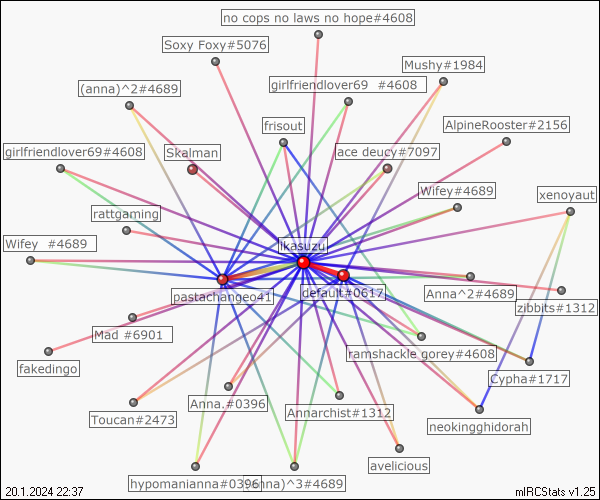 no cops no laws no hope#4608
Soxy Foxy#5076
Mushy#1984
(anna)^2#4689
girlfriendlover69 #4608
AlpineRooster#2156
frisout
girlfriendlover69#4608
Skalman
lace deucy#7097
Wifey#4689
xenoyaut
rattgaming
Wifey #4689
ikasuzu
pastachangeo41
default#0617
Anna^2#4689
zibbits#1312
Mad #6901
ramshackle gorey#4608
fakedingo
Cypha#1717
Toucan#2473
Anna.#0396
Annarchist#1312
neokingghidorah
avelicious
hypomanianna#0396
nna)^3#4689
20.1.2024 22:37
mIRCStats v1.25